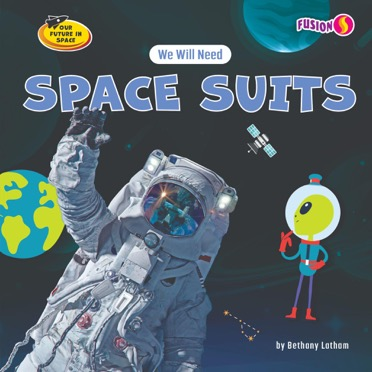 OUR
FUTURE IN
SPACE
FUSION
We Will Need
SPACE SUITS
by Bethany Latham